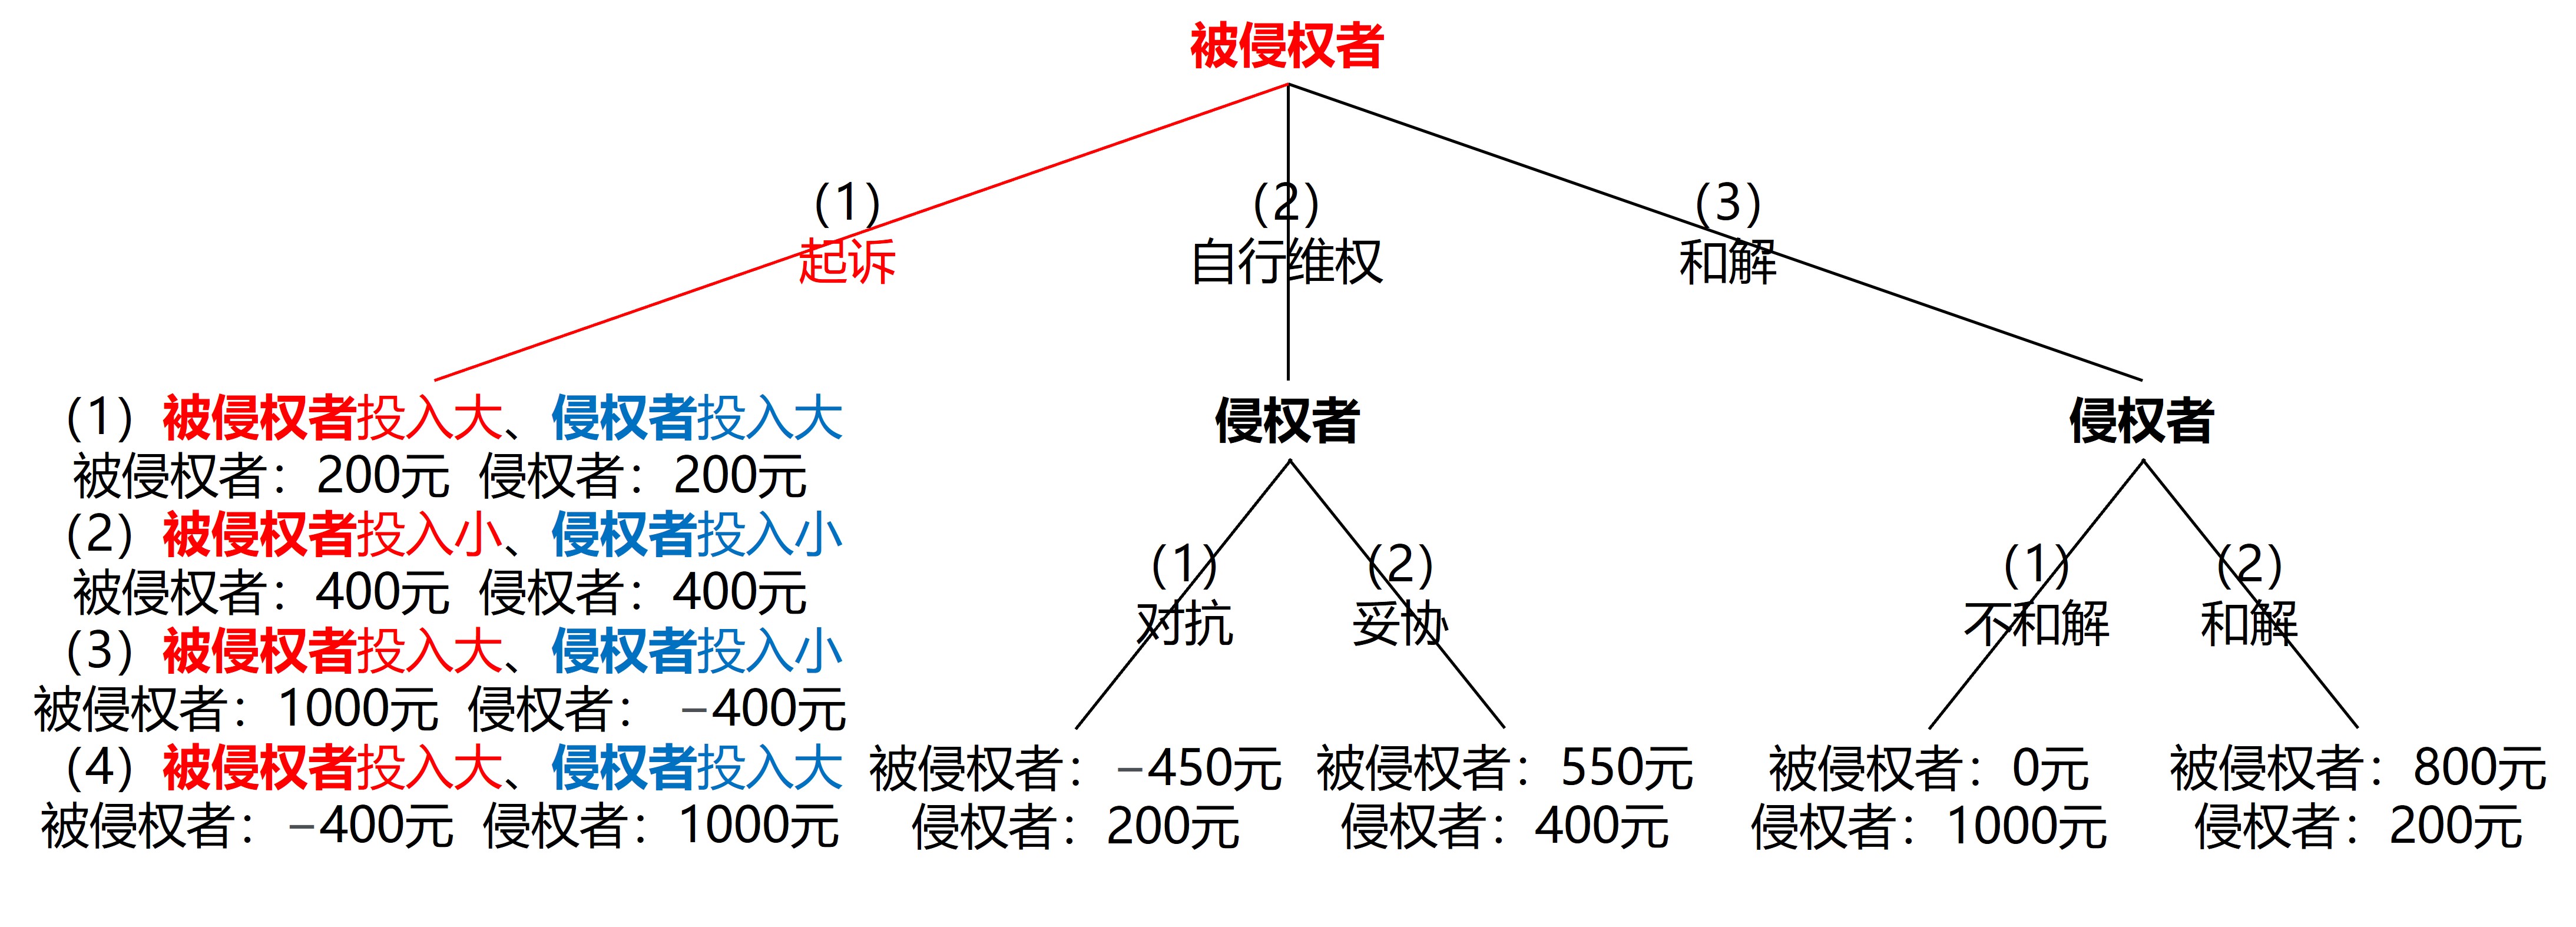 被侵权者
(1)
起诉
(2)
自行维权
(3)
和解
(1) 被侵权者投入大、侵权者投入大
被侵权者：200元 侵权者：200元
(2) 被侵权者投入小、侵权者投入小
被侵权者：400元 侵权者：400元
(3) 被侵权者投入大、侵权者投入小
被侵权者：1000元 侵权者： −400元
(4) 被侵权者投入大、侵权者投入大
被侵权者：−400元 侵权者：1000元
侵权者
(1)
对抗
(2)
妥协
被侵权者：−450元
侵权者：200元
被侵权者：550元
侵权者：400元
侵权者
(1)
不和解
(2)
和解
被侵权者：0元
侵权者：1000元
被侵权者：800元
侵权者：200元